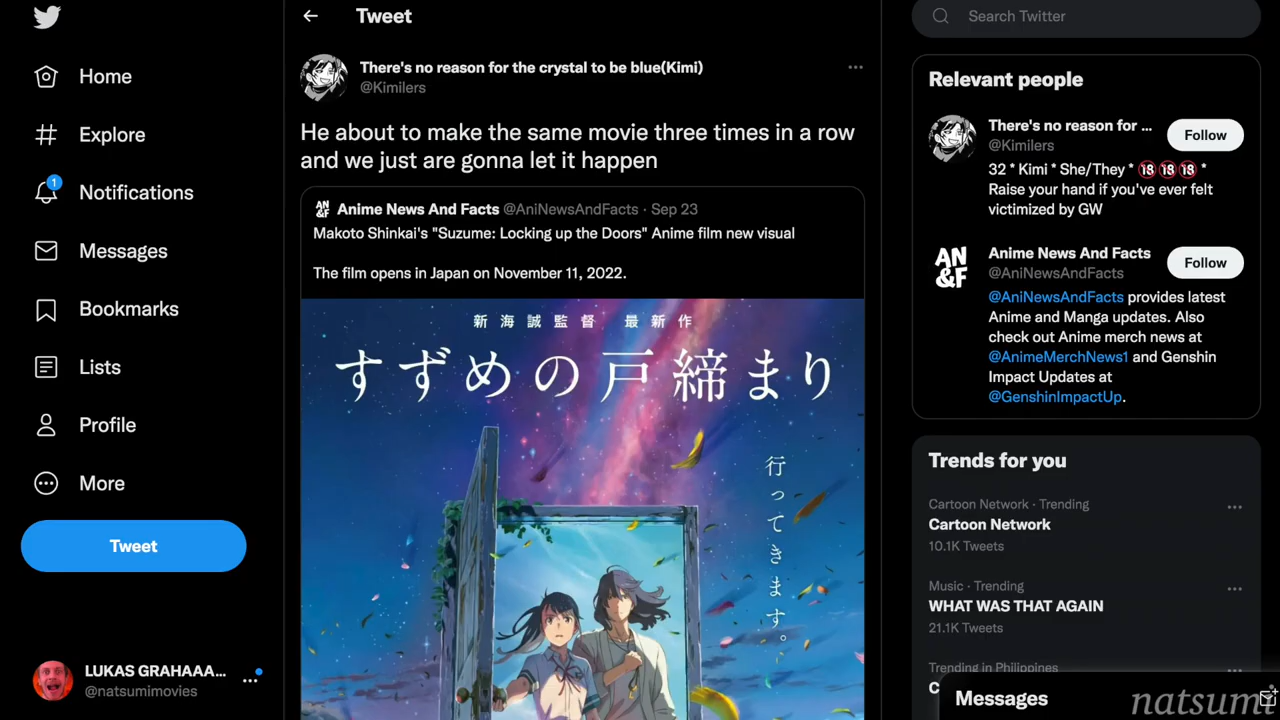 Home
Explore
1
Notifications
Messages
Bookmarks
Lists
Profile
More
Tweet
LUKAS GRAHAAA...
@natsumimovies
Tweet
There's no reason for the crystal to be blue(Kimi)
@Kimilers
He about to make the same movie three times in a row
and we just are gonna let it happen
AN&F Anime News And Facts @AniNewsAndFacts · Sep 23
Makoto Shinkai's "Suzume: Locking up the Doors" Anime film new visual
The film opens in Japan on November 11, 2022.
新海誠監督 最新作
すずめの戸締まり
行ってきます。
Search Twitter
Relevant people
There's no reason for ...
@Kimilers
Follow
32 * Kimi * She/They * 🔞🔞🔞 *
Raise your hand if you've ever felt
victimized by GW
AN
&F
Anime News And Facts
@AniNewsAndFacts
Follow
@AniNewsAndFacts provides latest
Anime and Manga updates. Also
check out Anime merch news at
@AnimeMerchNews1 and Genshin
Impact Updates at
@GenshinImpactUp.
Trends for you
Cartoon Network · Trending
Cartoon Network
10.1K Tweets
Music · Trending
WHAT WAS THAT AGAIN
21.1K Tweets
Trending in Philippines
Messages
natsumi